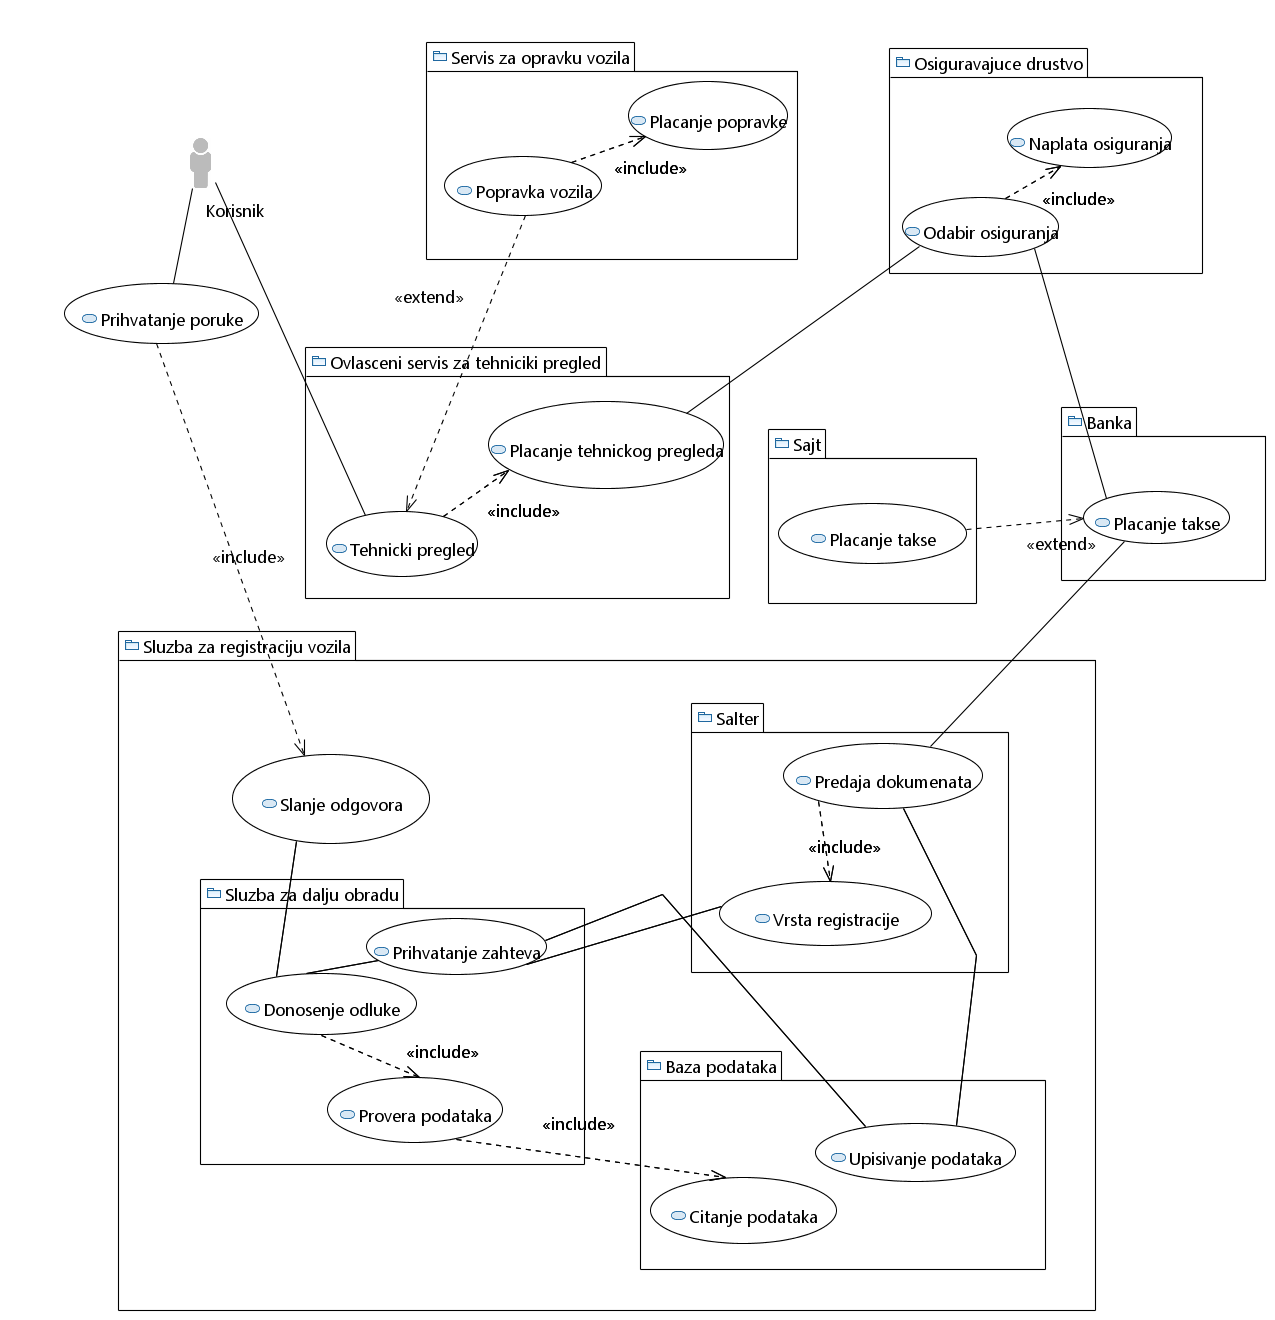 Servis za opravku vozila
Osiguravajuce drustvo
Placanje popravke
Naplata osiguranja
«include»
Popravka vozila
«include»
Korisnik
Odabir osiguranja
«extend»
Prihvatanje poruke
Ovlasceni servis za tehniciki pregled
Banka
Sajt
Placanje tehnickog pregleda
«include»
Placanje takse
Placanje takse
«extend»
Tehnicki pregled
«include»
Sluzba za registraciju vozila
Salter
Predaja dokumenata
Slanje odgovora
«include»
Sluzba za dalju obradu
Vrsta registracije
Prihvatanje zahteva
Donosenje odluke
«include»
Baza podataka
Provera podataka
«include»
Upisivanje podataka
Citanje podataka